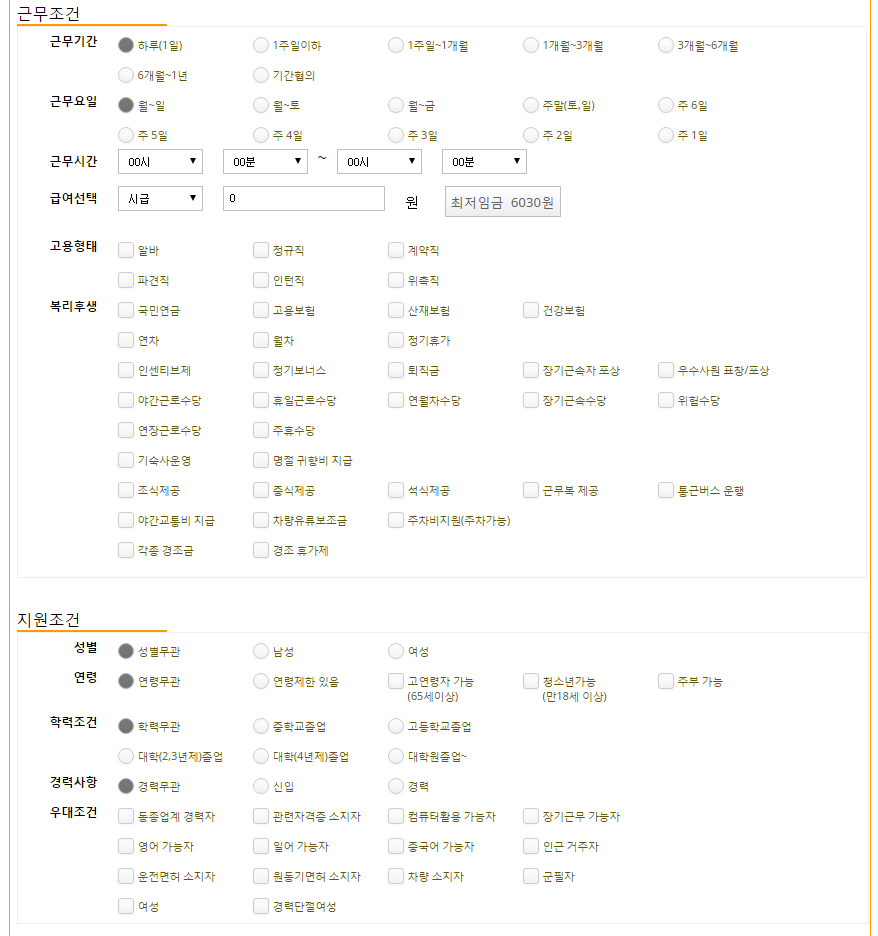 근무조건
근무기간 하루(1일) 1주일이하 1주일~1개월 1개월~3개월 3개월~6개월
6개월~1년 기간협의
근무요일 월~일 월~토 월~금 주말(토,일) 주 6일
주 5일 주 4일 주 3일 주 2일 주 1일
근무시간 00시 00분 ~ 00시 00분
급여선택 시급 0 원 최저임금 6030원
고용형태 알바 정규직 계약직
파견직 인턴직 위촉직
복리후생 국민연금 고용보험 산재보험 건강보험
연차 월차 정기휴가
인센티브제 정기보너스 퇴직금 장기근속자 포상 우수사원 표창/포상
야간근로수당 휴일근로수당 연월차수당 장기근속수당 위험수당
연장근로수당 주휴수당
기숙사운영 명절 귀향비 지급
조식제공 중식제공 석식제공 근무복 제공 통근버스 운행
야간교통비 지급 차량유류보조금 주차비지원(주차가능)
각종 경조금 경조 휴가제
지원조건
성별 성별무관 남성 여성
연령 연령무관 연령제한 있음 고연령자 가능 청소년가능 주부 가능
(65세이상) (만18세 이상)
학력조건 학력무관 중학교졸업 고등학교졸업
대학(2,3년제)졸업 대학(4년제)졸업 대학원졸업~
경력사항 경력무관 신입 경력
우대조건 동종업계 경력자 관련자격증 소지자 컴퓨터활용 가능자 장기근무 가능자
영어 가능자 일어 가능자 중국어 가능자 인근 거주자
운전면허 소지자 원동기면허 소지자 차량 소지자 군필자
여성 경력단절여성